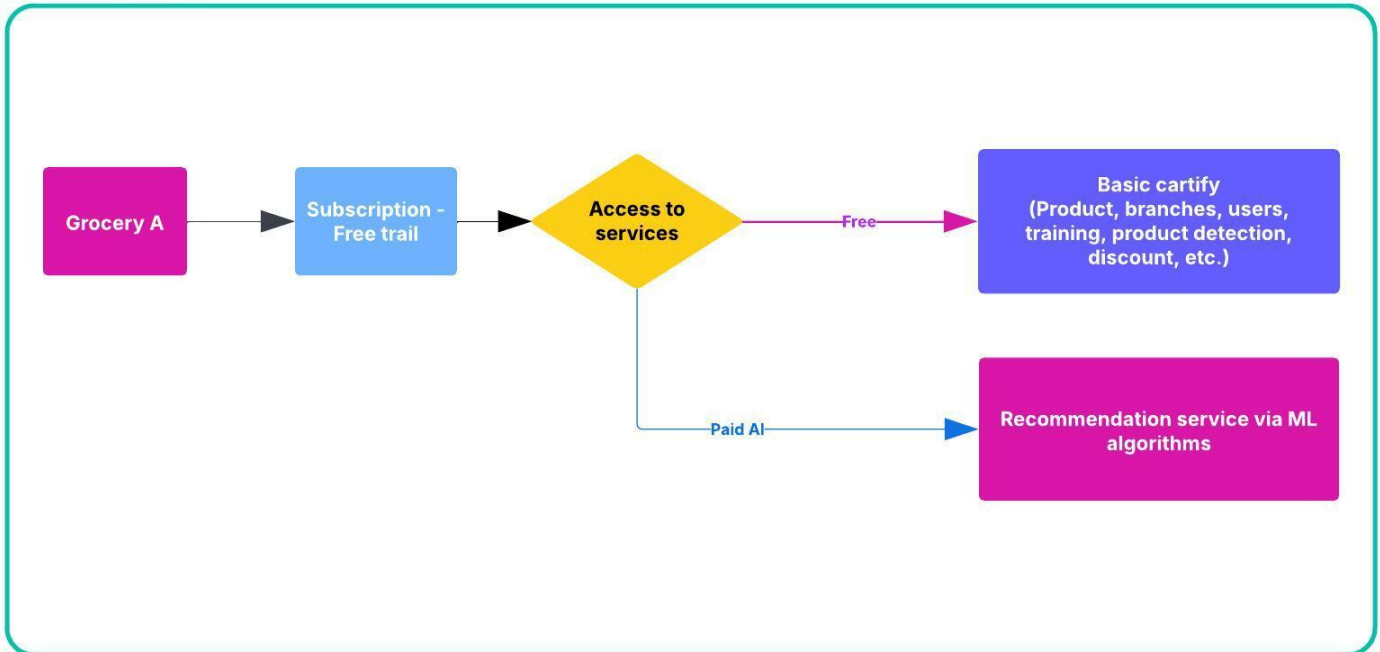 Grocery A
Subscription -
Free trail
Access to
services
Free
Basic cartify
(Product, branches, users,
training, product detection,
discount, etc.)
Paid AI
Recommendation service via ML
algorithms